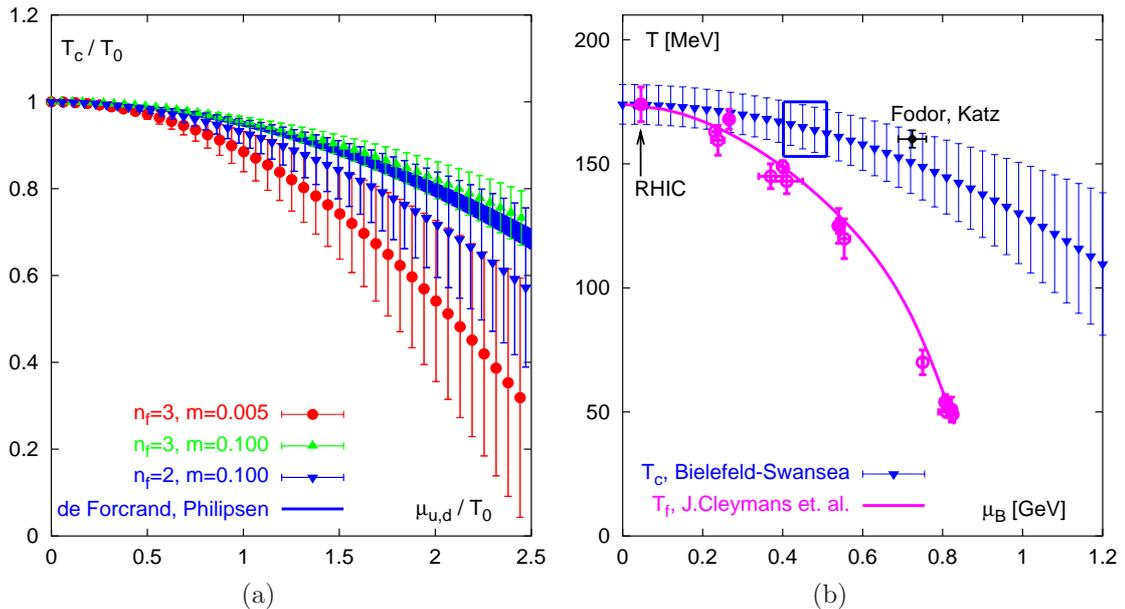 T_c / T_0
1.2
1
0.8
0.6
0.4
0.2
0
n_f=3, m=0.005
n_f=3, m=0.100
n_f=2, m=0.100
de Forcrand, Philipsen
μ_{u,d} / T_0
0 0.5 1 1.5 2 2.5
(a)
T [MeV]
200
150
100
50
0
Fodor, Katz
RHIC
T_c, Bielefeld-Swansea
T_f, J.Cleymans et. al.
μ_B [GeV]
0 0.2 0.4 0.6 0.8 1 1.2
(b)